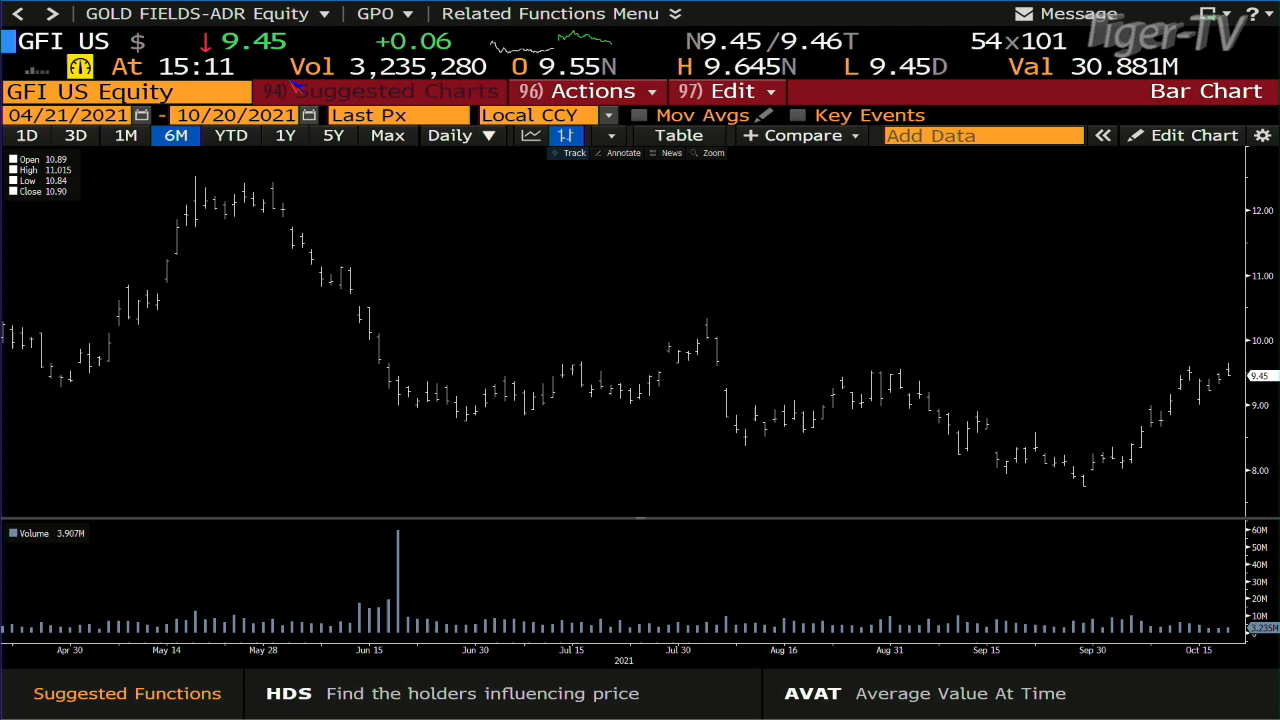 GOLD FIELDS-ADR Equity GPO Related Functions Menu Message ?
Tiger-TV
GFI US $ 9.45 +0.06 N9.45 /9.46T 54x101
At 15:11 Vol 3,235,280 O 9.55N H 9.645N L 9.45D Val 30.881M
GFI US Equity 94) Suggested Charts 96) Actions 97) Edit Bar Chart
04/21/2021 - 10/20/2021 Last Px Local CCY Mov Avgs Key Events
1D 3D 1M 6M YTD 1Y 5Y Max Daily Table + Compare Add Data Edit Chart
Track Annotate News Zoom
Open 10.89
High 11.015
Low 10.84
Close 10.90
12.00
11.00
10.00
9.45
9.00
8.00
Volume 3.907M
60M
50M
40M
30M
20M
10M
3.235M
0
Apr 30 May 14 May 28 Jun 15 Jun 30 Jul 15 Jul 30 Aug 16 Aug 31 Sep 15 Sep 30 Oct 15
2021
Suggested Functions HDS Find the holders influencing price AVAT Average Value At Time